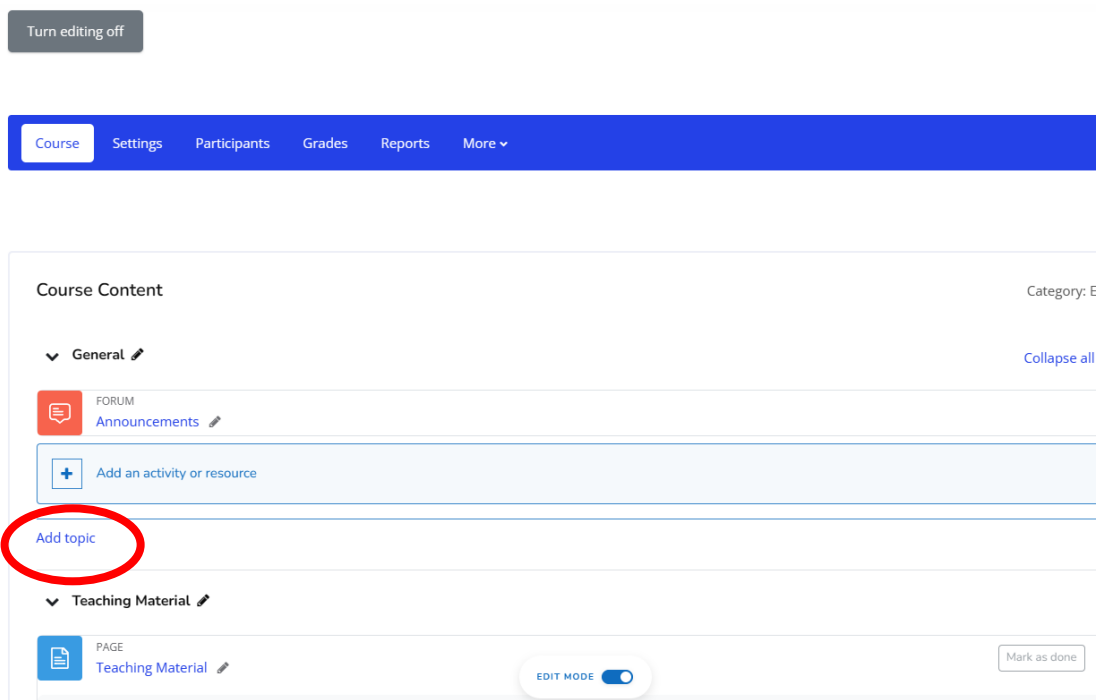 Turn editing off
Course Settings Participants Grades Reports More
Course Content
Category: E
General
Collapse all
FORUM
Announcements
Add an activity or resource
Add topic
Teaching Material
PAGE
Teaching Material
Mark as done
EDIT MODE